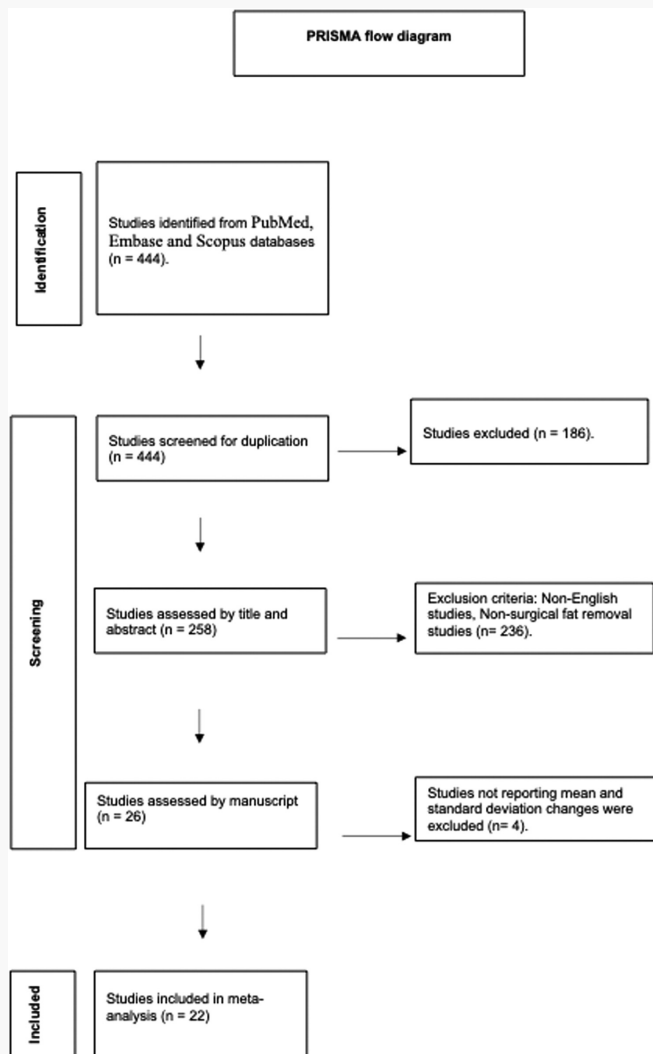 PRISMA flow diagram
Identification
Studies identified from PubMed,
Embase and Scopus databases
(n = 444).
Screening
Studies screened for duplication
(n = 444)
Studies excluded (n = 186).
Studies assessed by title and
abstract (n = 258)
Exclusion criteria: Non-English
studies, Non-surgical fat removal
studies (n= 236).
Studies assessed by manuscript
(n = 26)
Studies not reporting mean and
standard deviation changes were
excluded (n= 4).
Included
Studies included in meta-
analysis (n = 22)